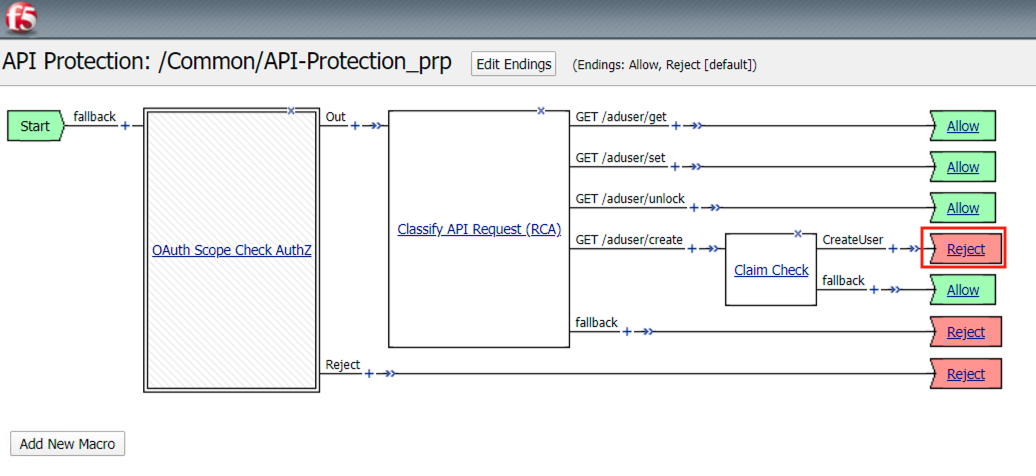 f5
API Protection: /Common/API-Protection_prp Edit Endings (Endings: Allow, Reject [default])
Start fallback + OAuth Scope Check AuthZ x
Out + Classify API Request (RCA) x
GET /aduser/get + Allow
GET /aduser/set + Allow
GET /aduser/unlock + Allow
GET /aduser/create + Claim Check x
CreateUser + Reject
fallback + Allow
fallback + Reject
Reject + Reject
Add New Macro